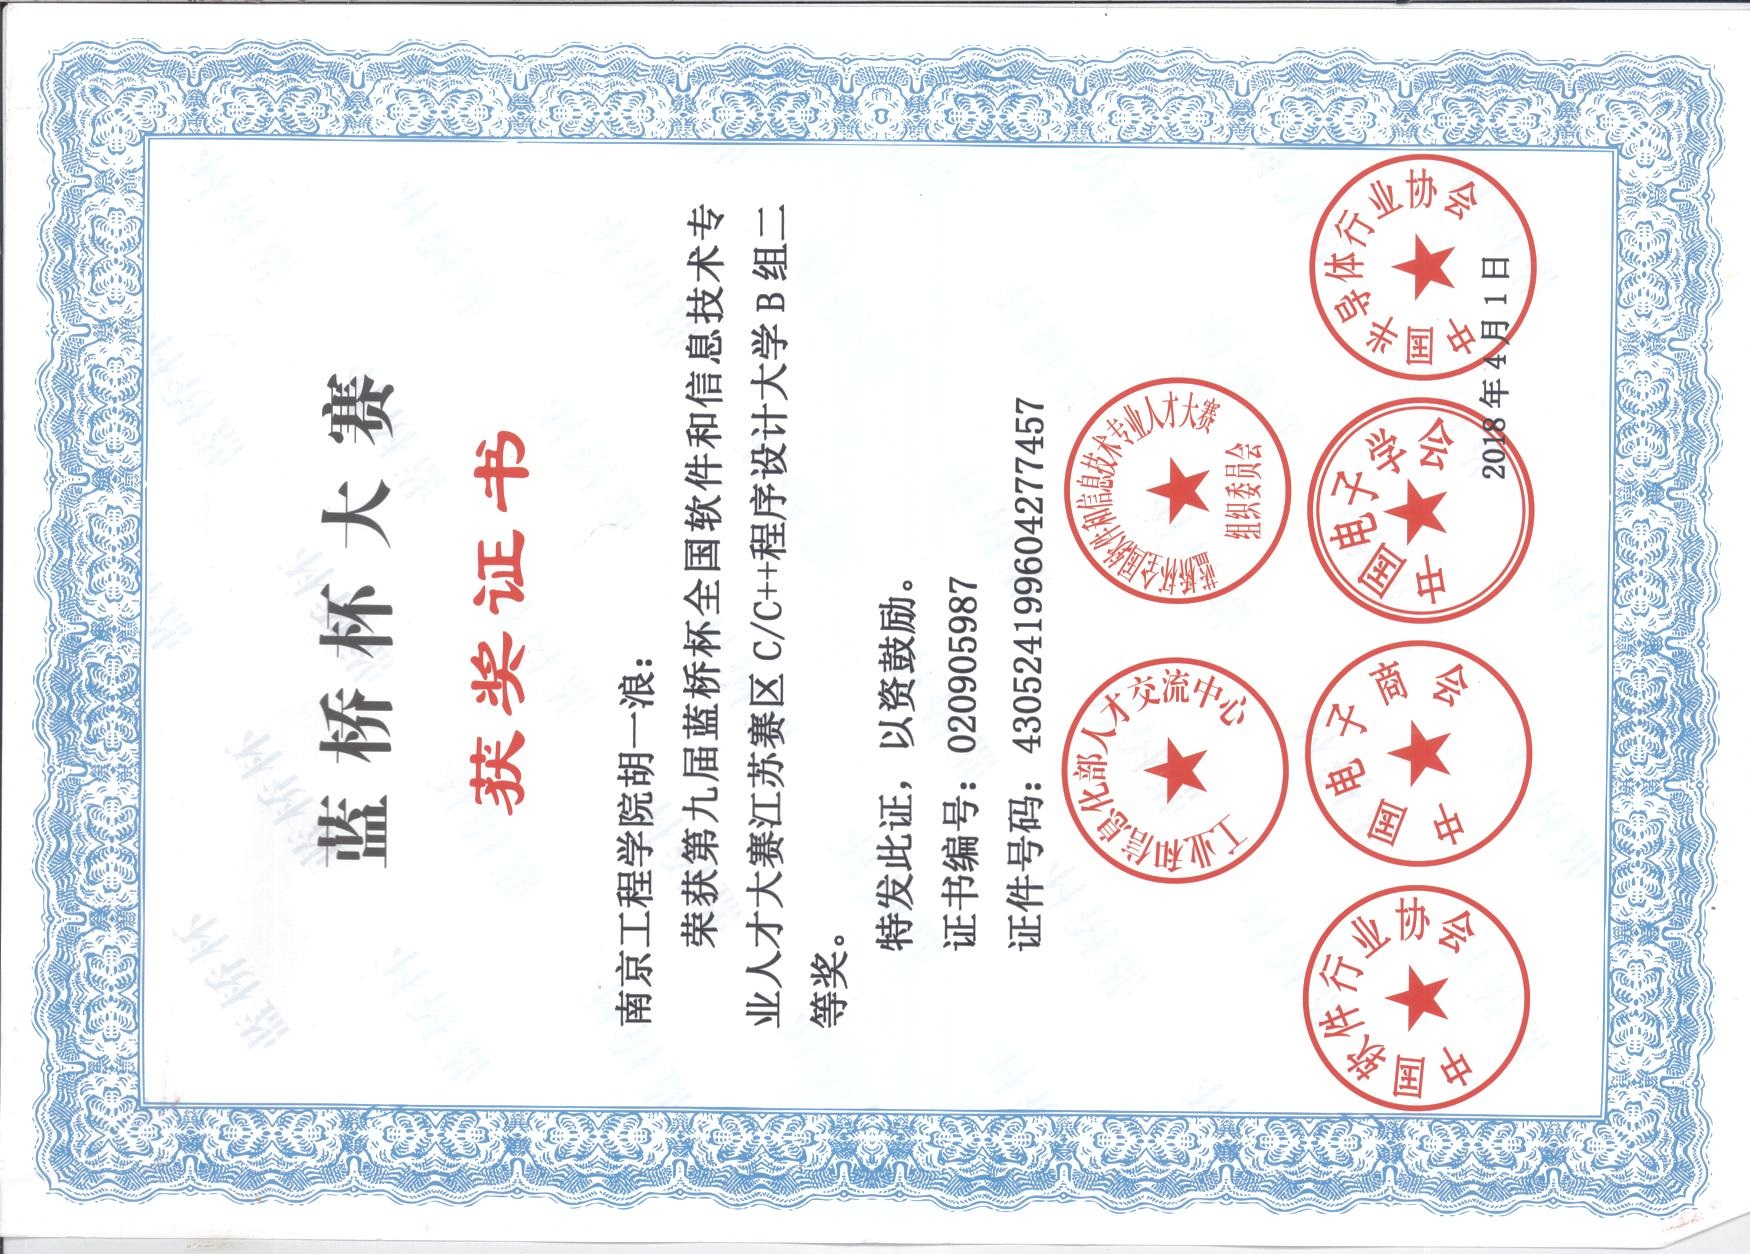 蓝桥杯大赛
获奖证书
南京工程学院胡一浪：
荣获第九届蓝桥杯全国软件和信息技术专
业人才大赛江苏赛区 C/C++程序设计大学 B 组二
等奖。
特发此证，以资鼓励。
证书编号：020905987
证件号码：430524199604277457
工业和信息化部人才交流中心
蓝桥杯全国软件和信息技术专业人才大赛
组织委员会
中国软件行业协会
中国电子商会
中国电子学会
中国半导体行业协会
2018 年 4 月 1 日